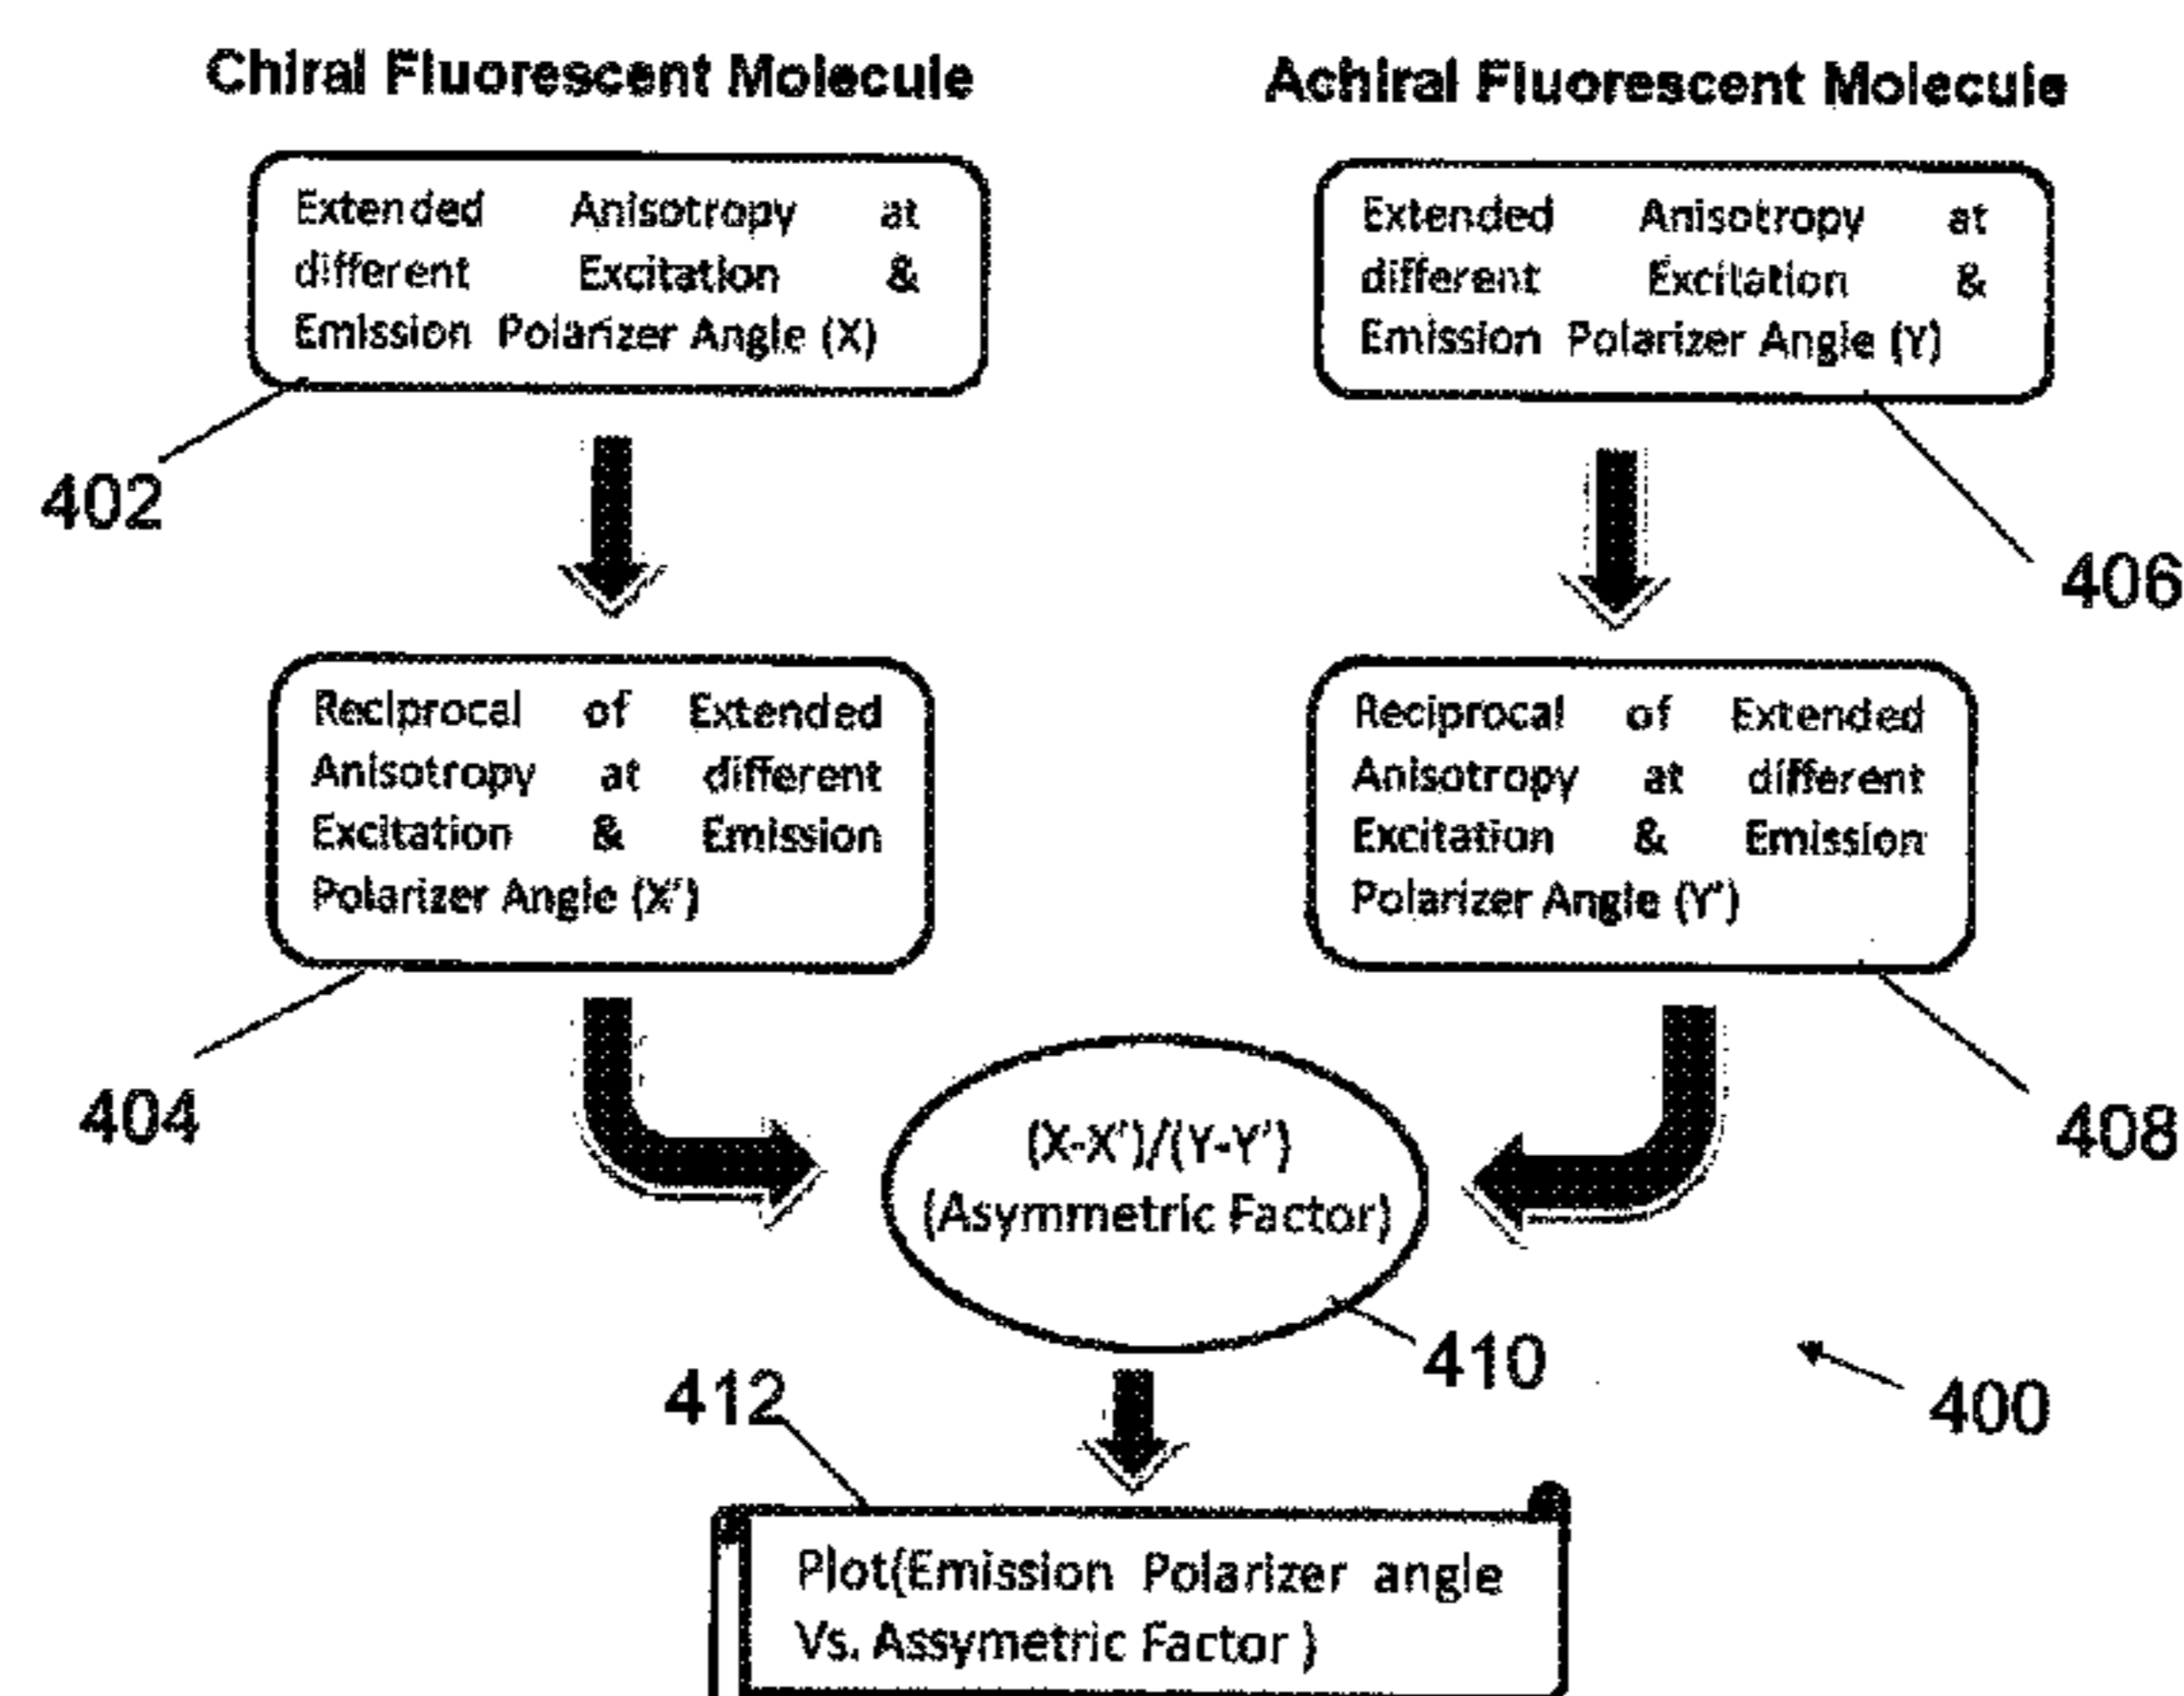 Chiral Fluorescent Molecule
Extended Anisotropy at
different Excitation &
Emission Polarizer Angle (X)
402
Reciprocal of Extended
Anisotropy at different
Excitation & Emission
Polarizer Angle (X')
404
Achiral Fluorescent Molecule
Extended Anisotropy at
different Excitation &
Emission Polarizer Angle (Y)
406
Reciprocal of Extended
Anisotropy at different
Excitation & Emission
Polarizer Angle (Y')
408
(X-X')/(Y-Y')
(Asymmetric Factor)
410
400
412
Plot(Emission Polarizer angle
Vs. Assymetric Factor )